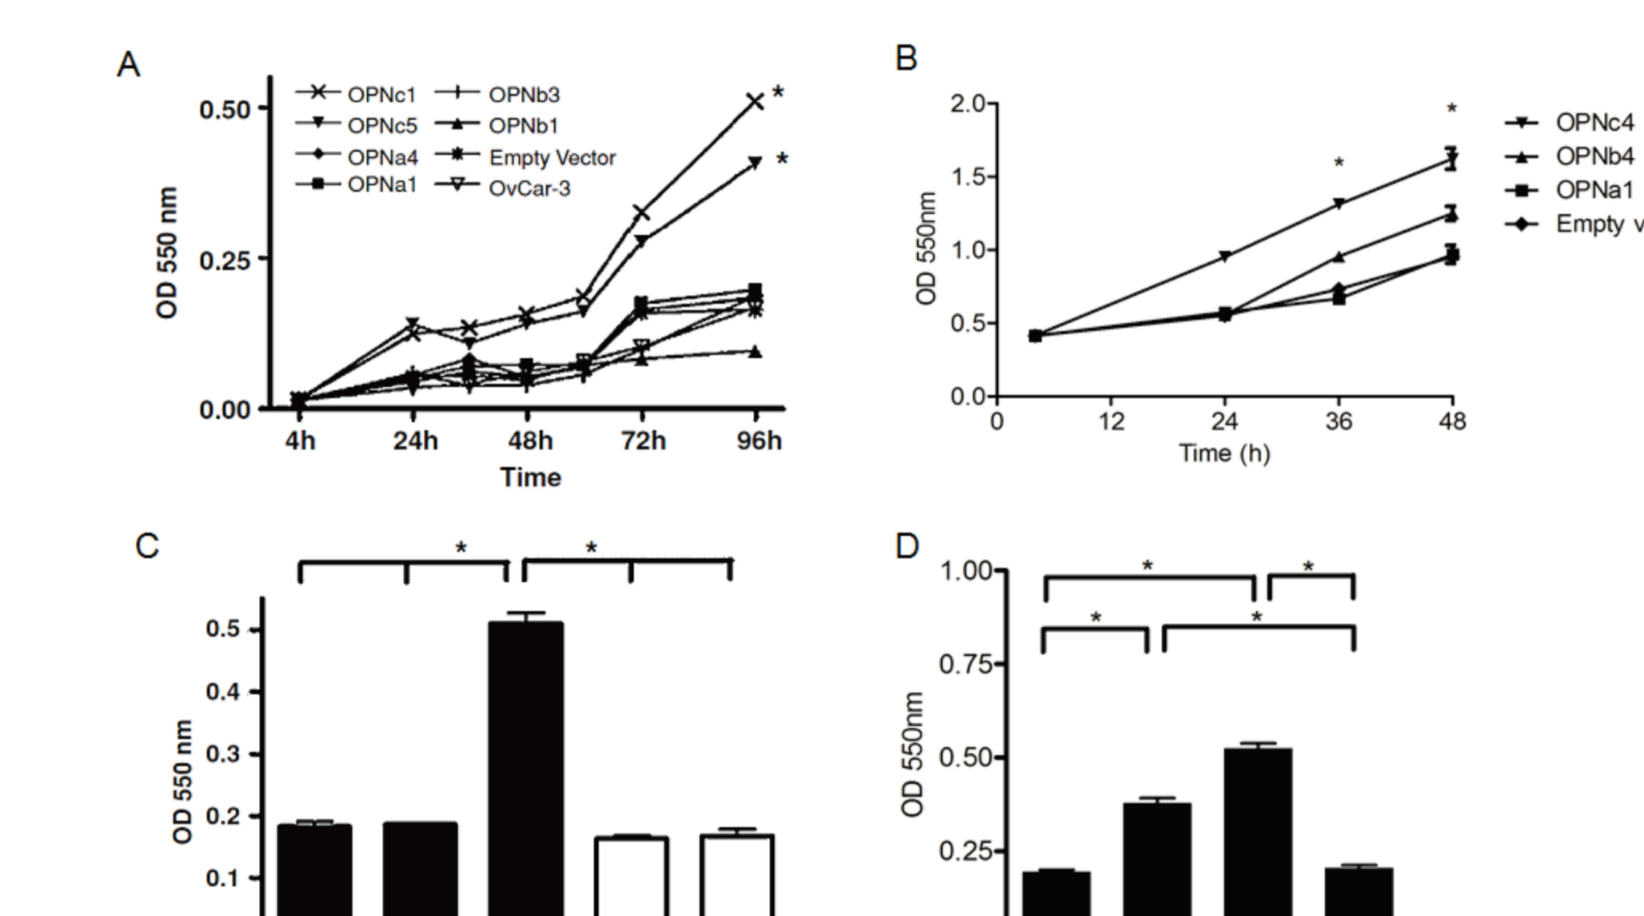 A
0.50
0.25
0.00
OD 550 nm
OPNc1
OPNc5
OPNa4
OPNa1
OPNb3
OPNb1
Empty Vector
OvCar-3
*
*
4h 24h 48h 72h 96h
Time
B
2.0
1.5
1.0
0.5
0.0
OD 550nm
*
*
OPNc4
OPNb4
OPNa1
Empty v
0 12 24 36 48
Time (h)
C
* *
0.5
0.4
0.3
0.2
0.1
OD 550 nm
D
1.00
0.75
0.50
0.25
OD 550nm
* *
* *